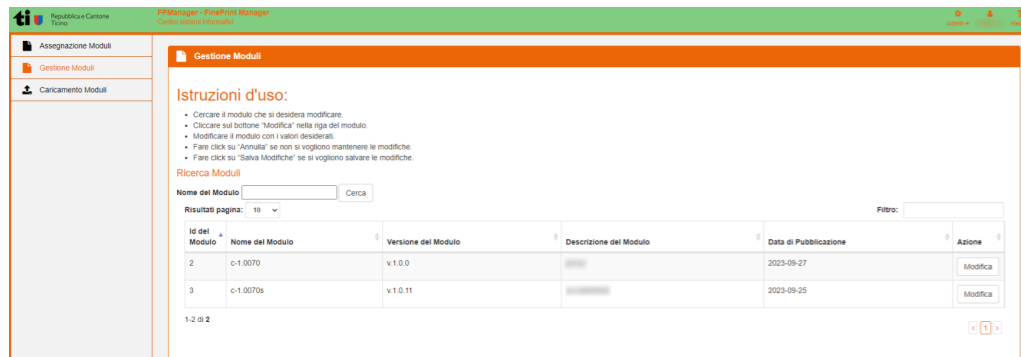 ti
Repubblica e Cantone
Ticino
FPManager - FinePrint Manager
Centro sistemi informativi
Admin
Assegnazione Moduli
Gestione Moduli
Caricamento Moduli
Gestione Moduli
Istruzioni d'uso:
• Cercare il modulo che si desidera modificare.
• Cliccare sul bottone "Modifica" nella riga del modulo.
• Modificare il modulo con i valori desiderati.
• Fare click su "Annulla" se non si vogliono mantenere le modifiche.
• Fare click su "Salva Modifiche" se si vogliono salvare le modifiche.
Ricerca Moduli
Nome del Modulo Cerca
Risultati pagina: 10 Filtro:
Id del Modulo Nome del Modulo Versione del Modulo Descrizione del Modulo Data di Pubblicazione Azione
2 c-1.0070 v.1.0.0 2023-09-27 Modifica
3 c-1.0070s v.1.0.11 2023-09-25 Modifica
1-2 di 2
< 1 >